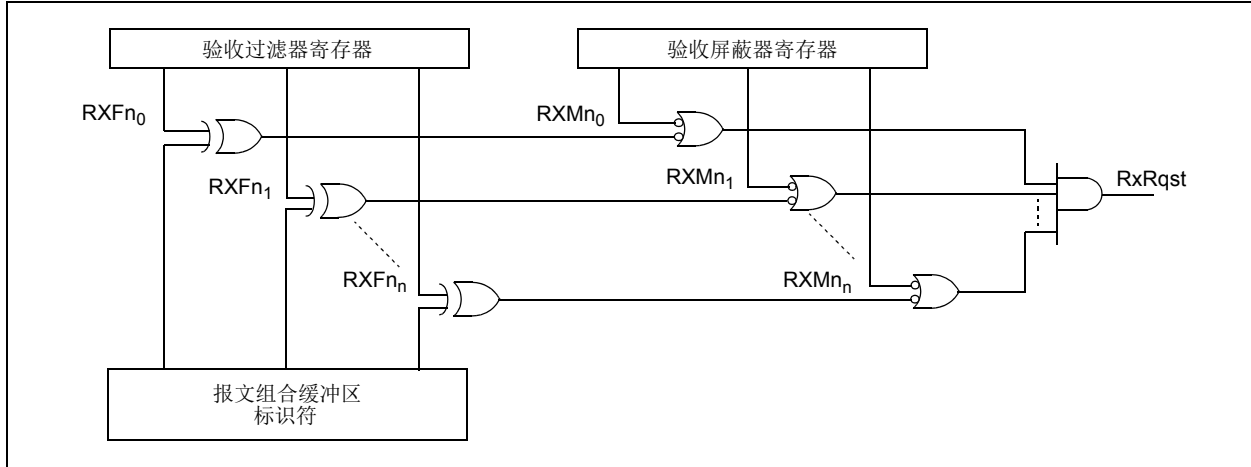 验收过滤器寄存器
验收屏蔽器寄存器
RXFn0
RXMn0
RXFn1
RXMn1
RxRqst
RXFnn
RXMnn
报文组合缓冲区
标识符